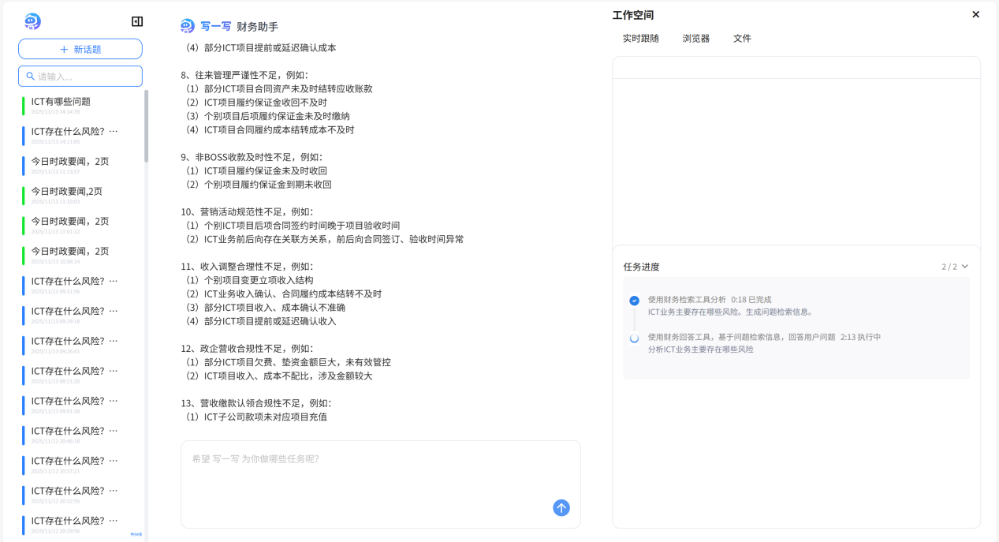 新话题
请输入...
ICT有哪些问题
2025/11/13 14:14:39
ICT存在什么风险？...
2025/11/13 14:11:05
今日时政要闻，2页
2025/11/13 11:13:57
今日时政要闻,2页
2025/11/13 11:10:03
今日时政要闻，2页
2025/11/13 11:01:22
今日时政要闻，2页
2025/11/13 10:56:14
ICT存在什么风险？...
2025/11/13 09:31:56
ICT存在什么风险？...
2025/11/13 09:29:18
ICT存在什么风险？...
2025/11/13 09:26:41
ICT存在什么风险？...
2025/11/13 09:21:20
ICT存在什么风险？...
2025/11/13 09:01:38
ICT存在什么风险？...
2025/11/12 20:46:18
ICT存在什么风险？...
2025/11/12 20:37:21
ICT存在什么风险？...
2025/11/12 20:32:56
ICT存在什么风险？...
2025/11/12 20:29:56
写一写 财务助手
（4）部分ICT项目提前或延迟确认成本
8、往来管理严谨性不足，例如：
（1）部分ICT项目合同资产未及时结转应收账款
（2）ICT项目履约保证金收回不及时
（3）个别项目后项履约保证金未及时缴纳
（4）ICT项目合同履约成本结转成本不及时
9、非BOSS收款及时性不足，例如：
（1）ICT项目履约保证金未及时收回
（2）个别项目履约保证金到期未收回
10、营销活动规范性不足，例如：
（1）个别ICT项目后项合同签约时间晚于项目验收时间
（2）ICT业务前后向存在关联方关系，前后向合同签订、验收时间异常
11、收入调整合理性不足，例如：
（1）个别项目变更立项收入结构
（2）ICT业务收入确认、合同履约成本结转不及时
（3）部分ICT项目收入、成本确认不准确
（4）部分ICT项目提前或延迟确认收入
12、政企营收合规性不足，例如：
（1）部分ICT项目欠费、垫资金额巨大，未有效管控
（2）ICT项目收入、成本不配比，涉及金额较大
13、营收缴款认领合规性不足，例如：
（1）ICT子公司款项未对应项目充值
希望 写一写 为你做哪些任务呢？
工作空间
实时跟随 浏览器 文件
任务进度 2 / 2
使用财务检索工具分析 0:18 已完成
ICT业务主要存在哪些风险。生成问题检索信息。
使用财务回答工具，基于问题检索信息，回答用户问题 2:13 执行中
分析ICT业务主要存在哪些风险